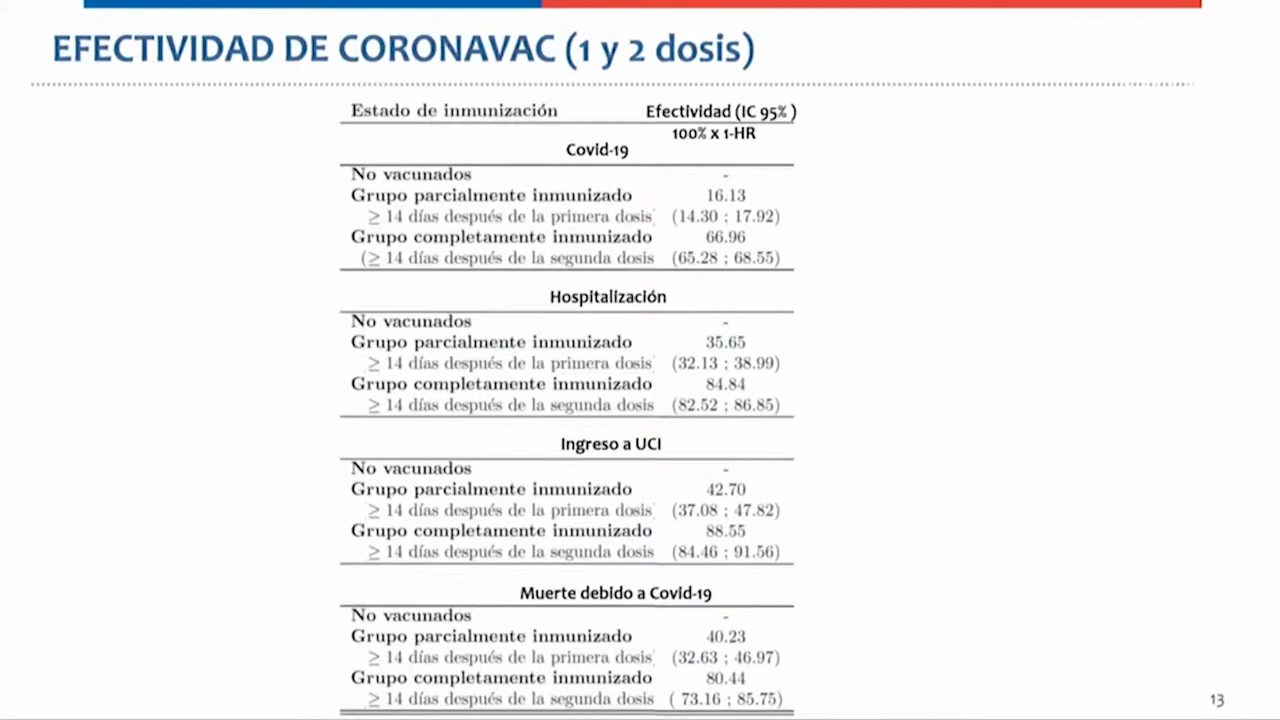 EFECTIVIDAD DE CORONAVAC (1 y 2 dosis)
Estado de inmunización Efectividad (IC 95% )
100% x 1-HR
Covid-19
No vacunados -
Grupo parcialmente inmunizado 16.13
≥ 14 días después de la primera dosis (14.30 ; 17.92)
Grupo completamente inmunizado 66.96
(≥ 14 días después de la segunda dosis (65.28 ; 68.55)
Hospitalización
No vacunados -
Grupo parcialmente inmunizado 35.65
≥ 14 días después de la primera dosis (32.13 ; 38.99)
Grupo completamente inmunizado 84.84
≥ 14 días después de la segunda dosis (82.52 ; 86.85)
Ingreso a UCI
No vacunados -
Grupo parcialmente inmunizado 42.70
≥ 14 días después de la primera dosis (37.08 ; 47.82)
Grupo completamente inmunizado 88.55
≥ 14 días después de la segunda dosis (84.46 ; 91.56)
Muerte debido a Covid-19
No vacunados -
Grupo parcialmente inmunizado 40.23
≥ 14 días después de la primera dosis (32.63 ; 46.97)
Grupo completamente inmunizado 80.44
≥ 14 días después de la segunda dosis ( 73.16 ; 85.75)
13